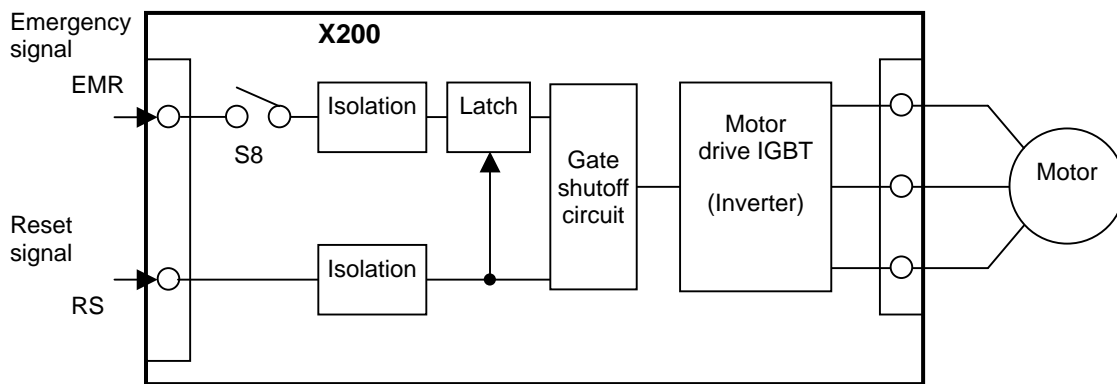 Emergency
signal
EMR
X200
Isolation
Latch
S8
Gate
shutoff
circuit
Motor
drive IGBT
(Inverter)
Motor
Reset
signal
RS
Isolation